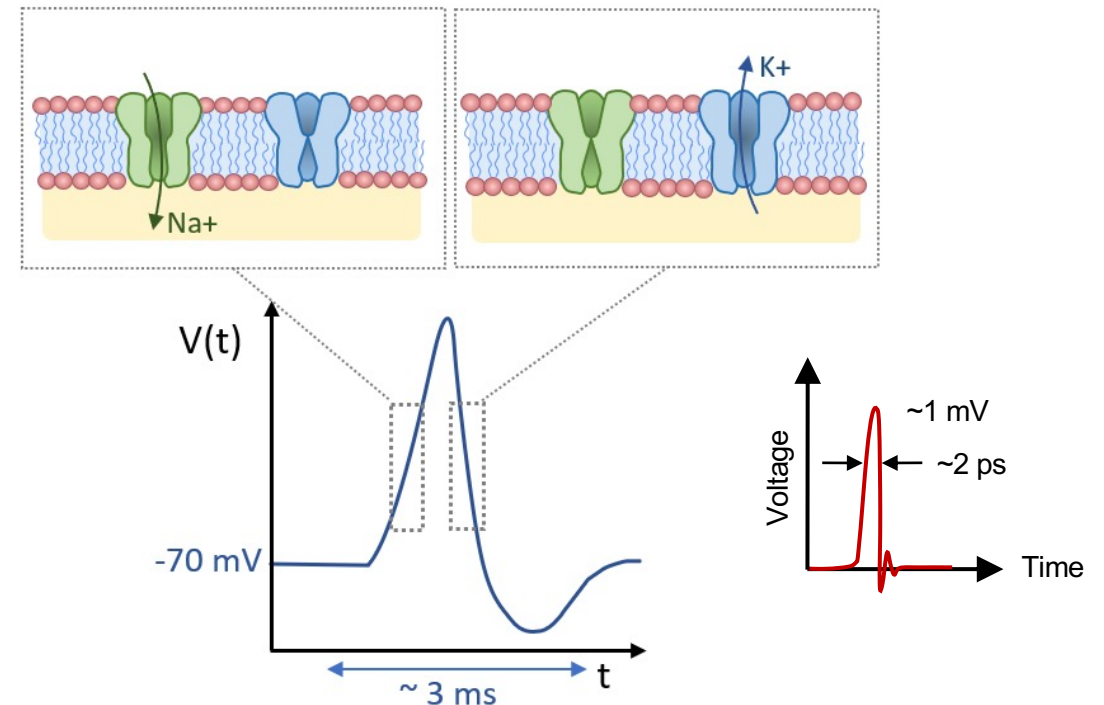 Na+
K+
V(t)
-70 mV
~ 3 ms
t
Voltage
~1 mV
~2 ps
Time